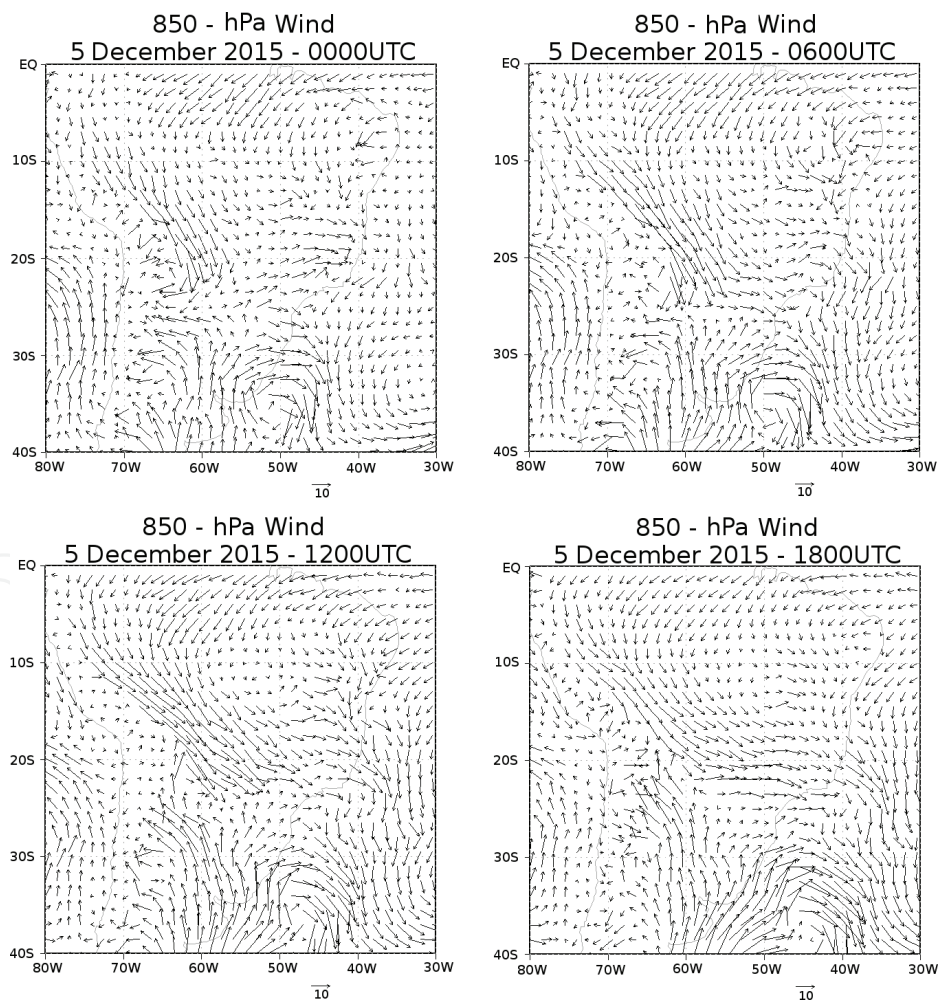 850 - hPa Wind
5 December 2015 - 0000UTC
EQ
10S
20S
30S
40S
80W 70W 60W 50W 40W 30W
10
850 - hPa Wind
5 December 2015 - 0600UTC
EQ
10S
20S
30S
40S
80W 70W 60W 50W 40W 30W
10
850 - hPa Wind
5 December 2015 - 1200UTC
EQ
10S
20S
30S
40S
80W 70W 60W 50W 40W 30W
10
850 - hPa Wind
5 December 2015 - 1800UTC
EQ
10S
20S
30S
40S
80W 70W 60W 50W 40W 30W
10